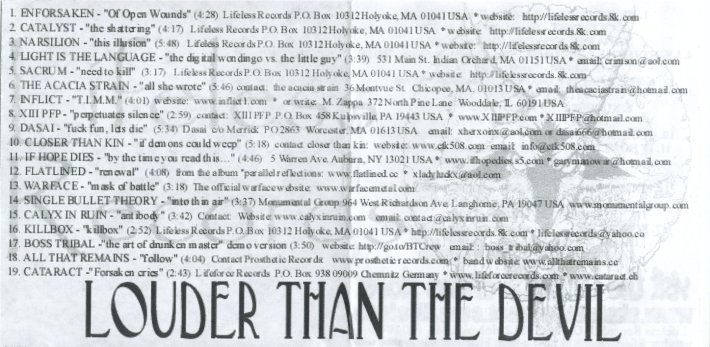 1. ENFORSAKEN - "Of Open Wounds" (4:28) Lifeless Records P.O. Box 10312 Holyoke, MA 01041 USA * website: http://lifelessrecords.8k.com
2. CATALYST - "the shattering" (4:17) Lifeless Records P.O. Box 10312 Holyoke, MA 01041 USA * website: http://lifelessrecords.8k.com
3. NARSILION - "this illusion" (5:48) Lifeless Records P.O. Box 10312 Holyoke, MA 01041 USA * website: http://lifelessrecords.8k.com
4. LIGHT IS THE LANGUAGE - "the digital wondingo vs. the little guy" (3:39) 531 Main St. Indian Orchard, MA 01151 USA * email: crimson@aol.com
5. SACRUM - "need to kill" (3:17) Lifeless Records P.O. Box 10312 Holyoke, MA 01041 USA * website: http://lifelessrecords.8k.com
6. THE ACACIA STRAIN - "all she wrote" (5:46) contact: the acacia strain 36 Montvue St. Chicopee, MA. 01013 USA * email: theacaciastrain@hotmail.com
7. INFLICT - "T.I.M.M." (4:01) website: www.inflict1.com * or write: M. Zappa 372 North Pine Lane Wooddale, IL 60191 USA
8. XIII PFP - "perpetuates silence" (2:59) contact: XIII PFP P.O. Box 458 Kulpsville, PA 19443 USA * www.XIIIPFP.com * XIIIPFP@hotmail.com
9. DASAI - "fuck fun, lets die" (5:34) Dasai c/o Merrick PO 2863 Worcester, MA 01613 USA email: xherxoinx@aol.com or dasai666@hotmail.com
10. CLOSER THAN KIN - "if demons could weep" (5:18) contact closer than kin: website: www.ctk508.com email: info@ctk508.com
11. IF HOPE DIES - "by the time you read this..." (4:46) 5 Warren Ave. Auburn, NY 13021 USA * www.ifhopedies.s5.com * garymanowar@hotmail.com
12. FLATLINED - "renewal" (4:08) from the album "parallel reflections: www.flatlined.cc * xladyluckx@aol.com
13. WARFACE - "mask of battle" (3:18) The official warface website: www.warfacemetal.com
14. SINGLE BULLET THEORY - "into thin air" (3:37) Monumental Group 964 West Richardson Ave. Langhorne, PA 19047 USA www.monumentalgroup.com
15. CALYX IN RUIN - "antibody" (3:42) Contact: Website: www.calyxinruin.com email: contact@calyxinruin.com
16. KILLBOX - "killbox" (2:52) Lifeless Records P.O. Box 10312 Holyoke, MA 01041 USA * http://lifelessrecords.8k.com * lifelessrecords@yahoo.ca
17. BOSS TRIBAL - "the art of drunken master" demo version (3:50) website: http://go.to/BTCrew email: : boss_tribal@yahoo.com
18. ALL THAT REMAINS - "follow" (4:04) Contact Prosthetic Records www.prostheticrecords.com * band website: www.allthatremains.cc
19. CATARACT - "Forsaken cries" (2:43) Lifeforce Records P.O. Box 938 09009 Chemnitz Germany * www.lifeforcerecords.com * www.cataract.ch
LOUDER THAN THE DEVIL